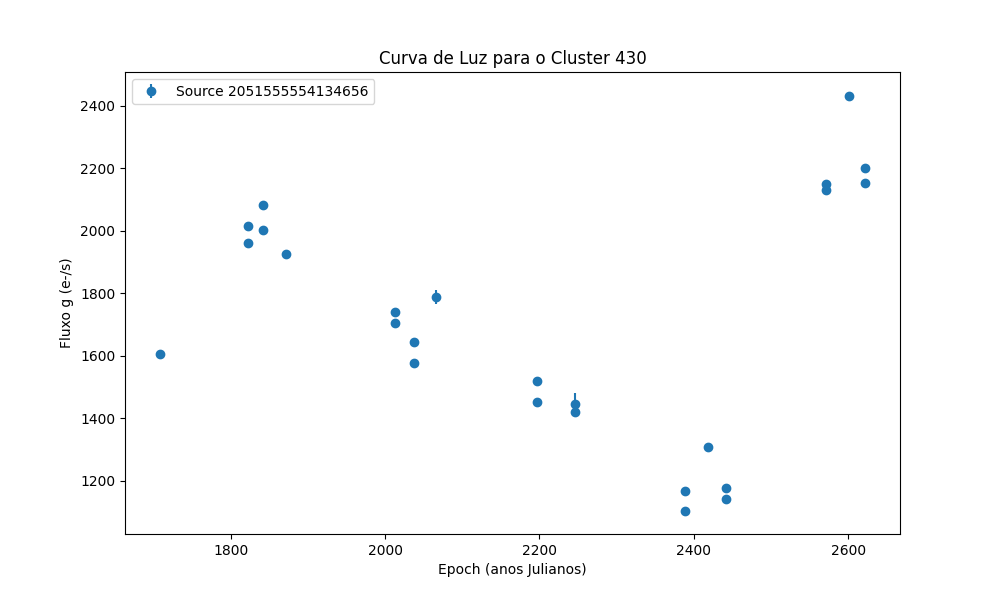 Curva de Luz para o Cluster 430
Source 2051555554134656
Fluxo g (e-/s)
2400
2200
2000
1800
1600
1400
1200
1800 2000 2200 2400 2600
Epoch (anos Julianos)